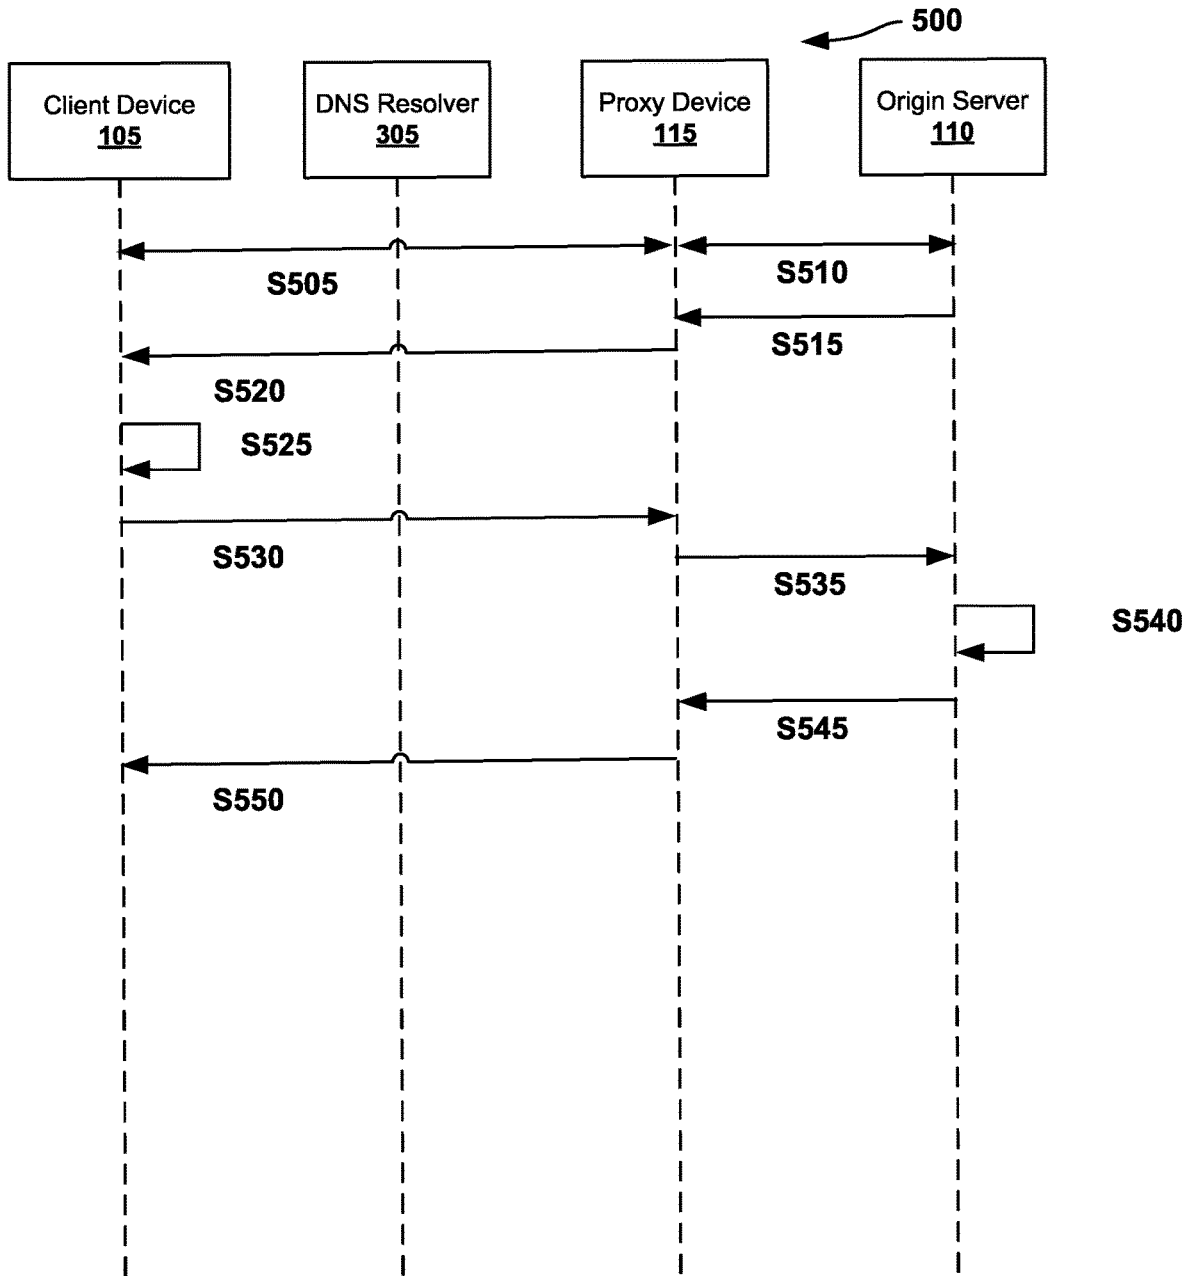 500
Client Device
105
DNS Resolver
305
Proxy Device
115
Origin Server
110
S505
S510
S515
S520
S525
S530
S535
S540
S545
S550